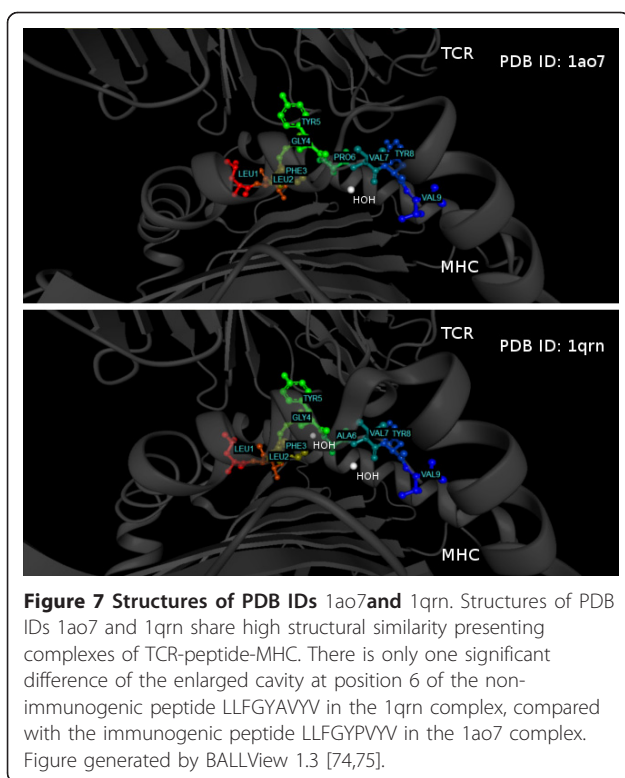 TCR
PDB ID: 1ao7
TYR5
GLY4
PRO6
VAL7
TYR8
LEU1
PHE3
LEU2
HOH
VAL9
MHC
TCR
PDB ID: 1qrn
TYR5
GLY4
ALA6
VAL7
TYR8
LEU1
PHE3
HOH
LEU2
HOH
VAL9
MHC
Figure 7 Structures of PDB IDs 1ao7and 1qrn. Structures of PDB
IDs 1ao7 and 1qrn share high structural similarity presenting
complexes of TCR-peptide-MHC. There is only one significant
difference of the enlarged cavity at position 6 of the non-
immunogenic peptide LLFGYAVYV in the 1qrn complex, compared
with the immunogenic peptide LLFGYPVYV in the 1ao7 complex.
Figure generated by BALLView 1.3 [74,75].